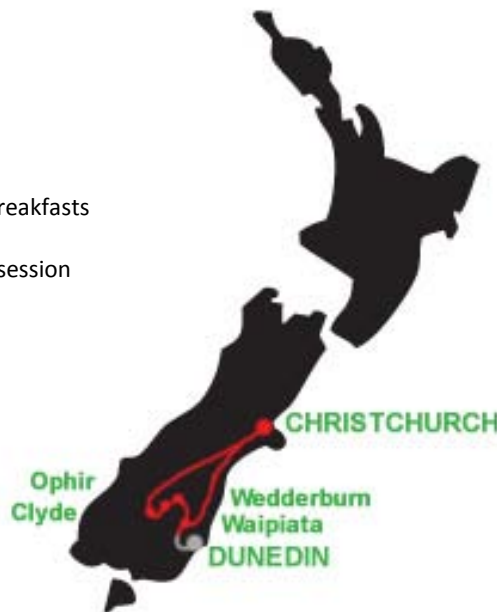 reakfasts
session
CHRISTCHURCH
Ophir
Clyde
Wedderburn
Waipiata
DUNEDIN